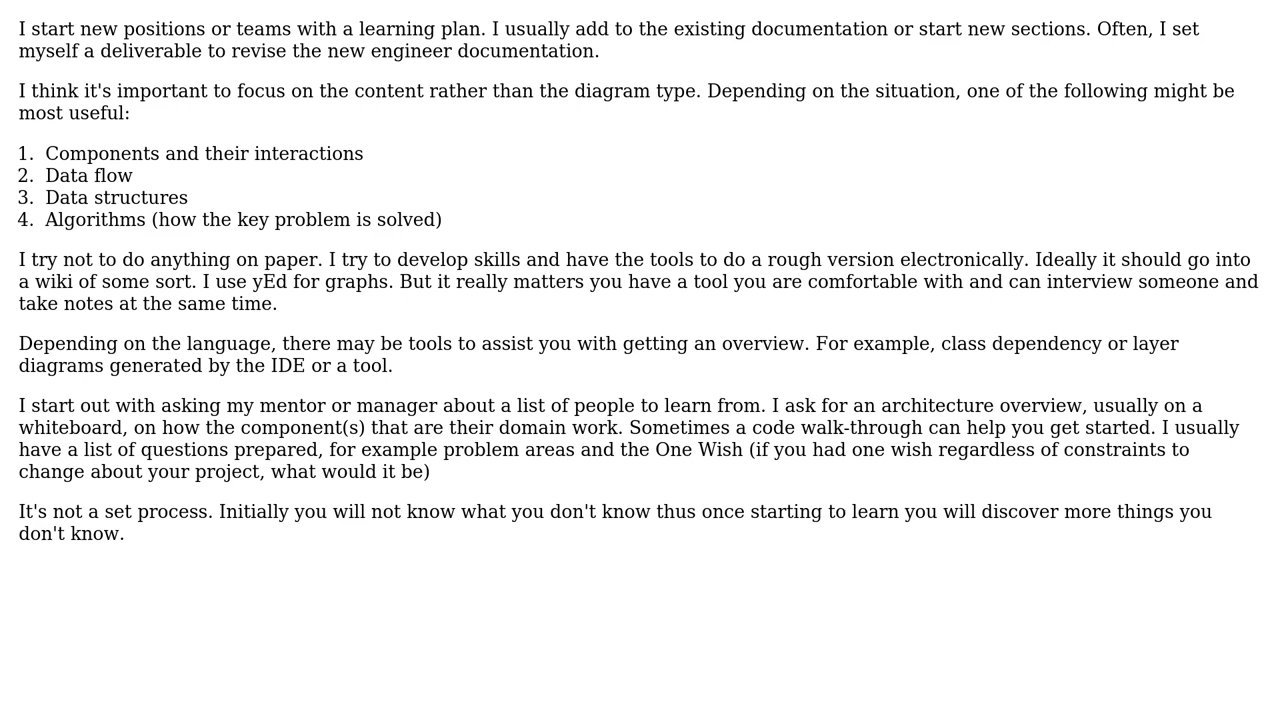 I start new positions or teams with a learning plan. I usually add to the existing documentation or start new sections. Often, I set
myself a deliverable to revise the new engineer documentation.
I think it's important to focus on the content rather than the diagram type. Depending on the situation, one of the following might be
most useful:
1. Components and their interactions
2. Data flow
3. Data structures
4. Algorithms (how the key problem is solved)
I try not to do anything on paper. I try to develop skills and have the tools to do a rough version electronically. Ideally it should go into
a wiki of some sort. I use yEd for graphs. But it really matters you have a tool you are comfortable with and can interview someone and
take notes at the same time.
Depending on the language, there may be tools to assist you with getting an overview. For example, class dependency or layer
diagrams generated by the IDE or a tool.
I start out with asking my mentor or manager about a list of people to learn from. I ask for an architecture overview, usually on a
whiteboard, on how the component(s) that are their domain work. Sometimes a code walk-through can help you get started. I usually
have a list of questions prepared, for example problem areas and the One Wish (if you had one wish regardless of constraints to
change about your project, what would it be)
It's not a set process. Initially you will not know what you don't know thus once starting to learn you will discover more things you
don't know.